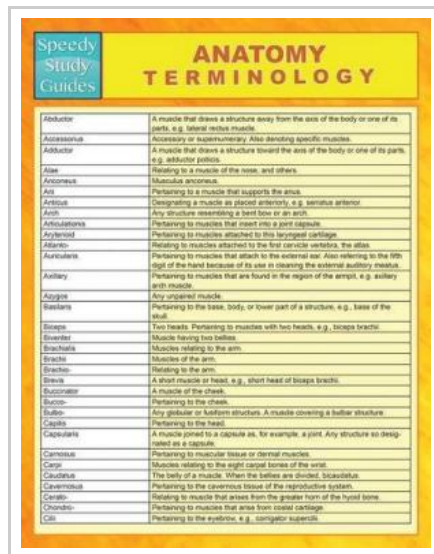 Speedy
Study
Guides
ANATOMY
TERMINOLOGY
Abductor
A muscle that draws a structure away from the axis of the body or one of its
parts, e.g. lateral rectus muscle.
Accessorius
Accessory or supernumerary. Also denoting specific muscles.
Adductor
A muscle that draws a structure toward the axis of the body or one of its parts,
e.g. adductor pollicis.
Alae
Relating to a muscle of the nose, and others.
Anconeus
Musculus anconeus.
Ani
Pertaining to a muscle that supports the anus.
Anticus
Designating a muscle as placed anteriorly, e.g. serratus anterior.
Arch
Any structure resembling a bent bow or an arch.
Articulationis
Pertaining to muscles that insert into a joint capsule.
Arytenoid
Pertaining to muscles attached to this laryngeal cartilage.
Atlanto-
Relating to muscles attached to the first cervicle vertebra, the atlas.
Auricularis
Pertaining to muscles that attach to the external ear. Also referring to the fifth
digit of the hand because of its use in cleaning the external auditory meatus.
Axillary
Pertaining to muscles that are found in the region of the armpit, e.g. axillary
arch muscle.
Azygos
Any unpaired muscle.
Basilaris
Pertaining to the base, body, or lower part of a structure, e.g., base of the
skull.
Biceps
Two heads. Pertaining to muscles with two heads, e.g., biceps brachii.
Biventer
Muscle having two bellies.
Brachialis
Muscles relating to the arm.
Brachii
Muscles of the arm.
Brachio-
Relating to the arm.
Brevis
A short muscle or head, e.g., short head of biceps brachii.
Buccinator
A muscle of the cheek.
Bucco-
Pertaining to the cheek.
Bulbo-
Any globular or fusiform structure. A muscle covering a bulbar structure.
Capitis
Pertaining to the head.
Capsularis
A muscle joined to a capsule as, for example, a joint. Any structure so desig-
nated as a capsule.
Carnosus
Pertaining to muscular tissue or dermal muscles.
Carpi
Muscles relating to the eight carpal bones of the wrist.
Caudatus
The belly of a muscle. When the bellies are divided, bicaudatus.
Cavernosus
Pertaining to the cavernous tissue of the reproductive system.
Cerato-
Relating to muscle that arises from the greater horn of the hyoid bone.
Chondro-
Pertaining to muscles that arise from costal cartilage.
Cilii
Pertaining to the eyebrow, e.g., corrigator supercilii.